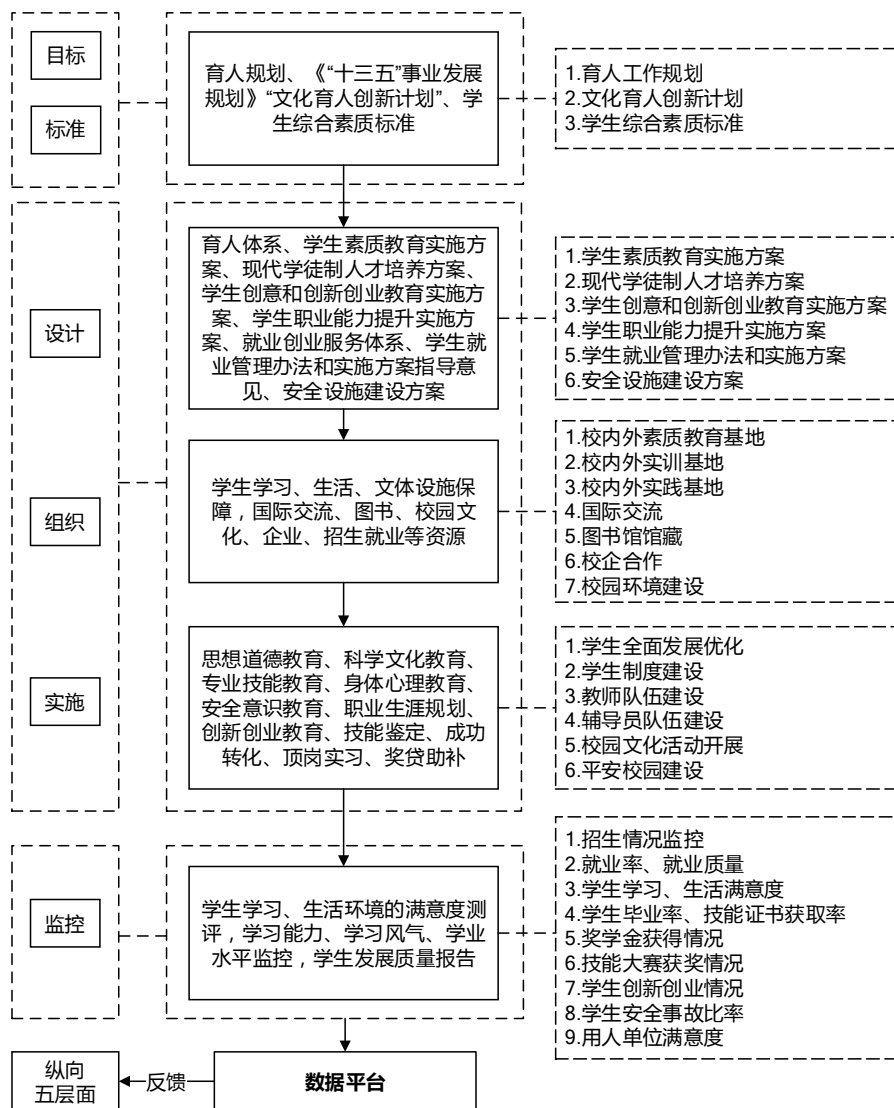 目标
标准
育人规划、《“十三五”事业发展
规划》“文化育人创新计划”、学
生综合素质标准
1.育人工作规划
2.文化育人创新计划
3.学生综合素质标准
设计
育人体系、学生素质教育实施方
案、现代学徒制人才培养方案、
学生创意和创新创业教育实施方
案、学生职业能力提升实施方
案、就业创业服务体系、学生就
业管理办法和实施方案指导意
见、安全设施建设方案
1.学生素质教育实施方案
2.现代学徒制人才培养方案
3.学生创意和创新创业教育实施方案
4.学生职业能力提升实施方案
5.学生就业管理办法和实施方案
6.安全设施建设方案
组织
学生学习、生活、文体设施保
障，国际交流、图书、校园文
化、企业、招生就业等资源
1.校内外素质教育基地
2.校内外实训基地
3.校内外实践基地
4.国际交流
5.图书馆馆藏
6.校企合作
7.校园环境建设
实施
思想道德教育、科学文化教育、
专业技能教育、身体心理教育、
安全意识教育、职业生涯规划、
创新创业教育、技能鉴定、成功
转化、顶岗实习、奖贷助补
1.学生全面发展优化
2.学生制度建设
3.教师队伍建设
4.辅导员队伍建设
5.校园文化活动开展
6.平安校园建设
监控
学生学习、生活环境的满意度测
评，学习能力、学习风气、学业
水平监控，学生发展质量报告
1.招生情况监控
2.就业率、就业质量
3.学生学习、生活满意度
4.学生毕业率、技能证书获取率
5.奖学金获得情况
6.技能大赛获奖情况
7.学生创新创业情况
8.学生安全事故比率
9.用人单位满意度
纵向
五层面
反馈
数据平台